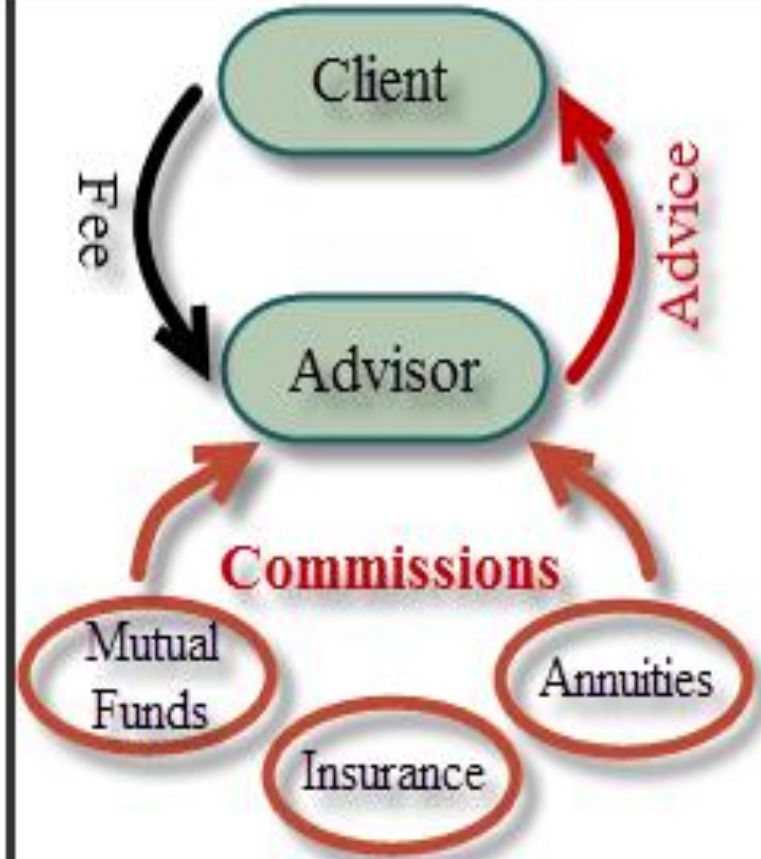 Client
Fee
Advice
Advisor
Commissions
Mutual
Funds
Annuities
Insurance